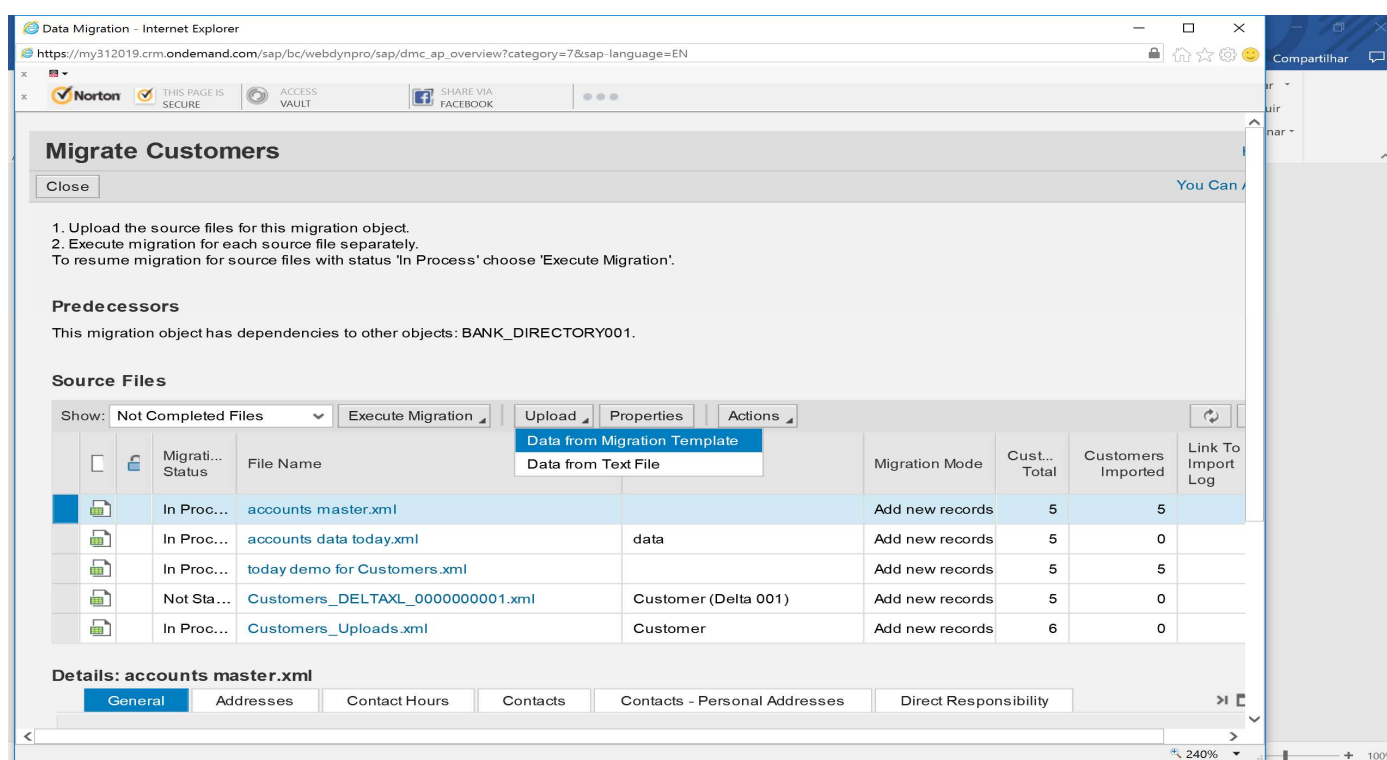 Data Migration - Internet Explorer
https://my312019.crm.ondemand.com/sap/bc/webdynpro/sap/dmc_ap_overview?category=7&sap-language=EN
Compartilhar
x
x Norton THIS PAGE IS SECURE ACCESS VAULT SHARE VIA FACEBOOK
uir
nar
Migrate Customers
Close You Can
1. Upload the source files for this migration object.
2. Execute migration for each source file separately.
To resume migration for source files with status 'In Process' choose 'Execute Migration'.
Predecessors
This migration object has dependencies to other objects: BANK_DIRECTORY001.
Source Files
Show: Not Completed Files Execute Migration Upload Properties Actions
Data from Migration Template
Data from Text File
Migrati... Status File Name Migration Mode Cust... Total Customers Imported Link To Import Log
In Proc... accounts master.xml Add new records 5 5
In Proc... accounts data today.xml data Add new records 5 0
In Proc... today demo for Customers.xml Add new records 5 5
Not Sta... Customers_DELTAXL_0000000001.xml Customer (Delta 001) Add new records 5 0
In Proc... Customers_Uploads.xml Customer Add new records 6 0
Details: accounts master.xml
General Addresses Contact Hours Contacts Contacts - Personal Addresses Direct Responsibility
240%